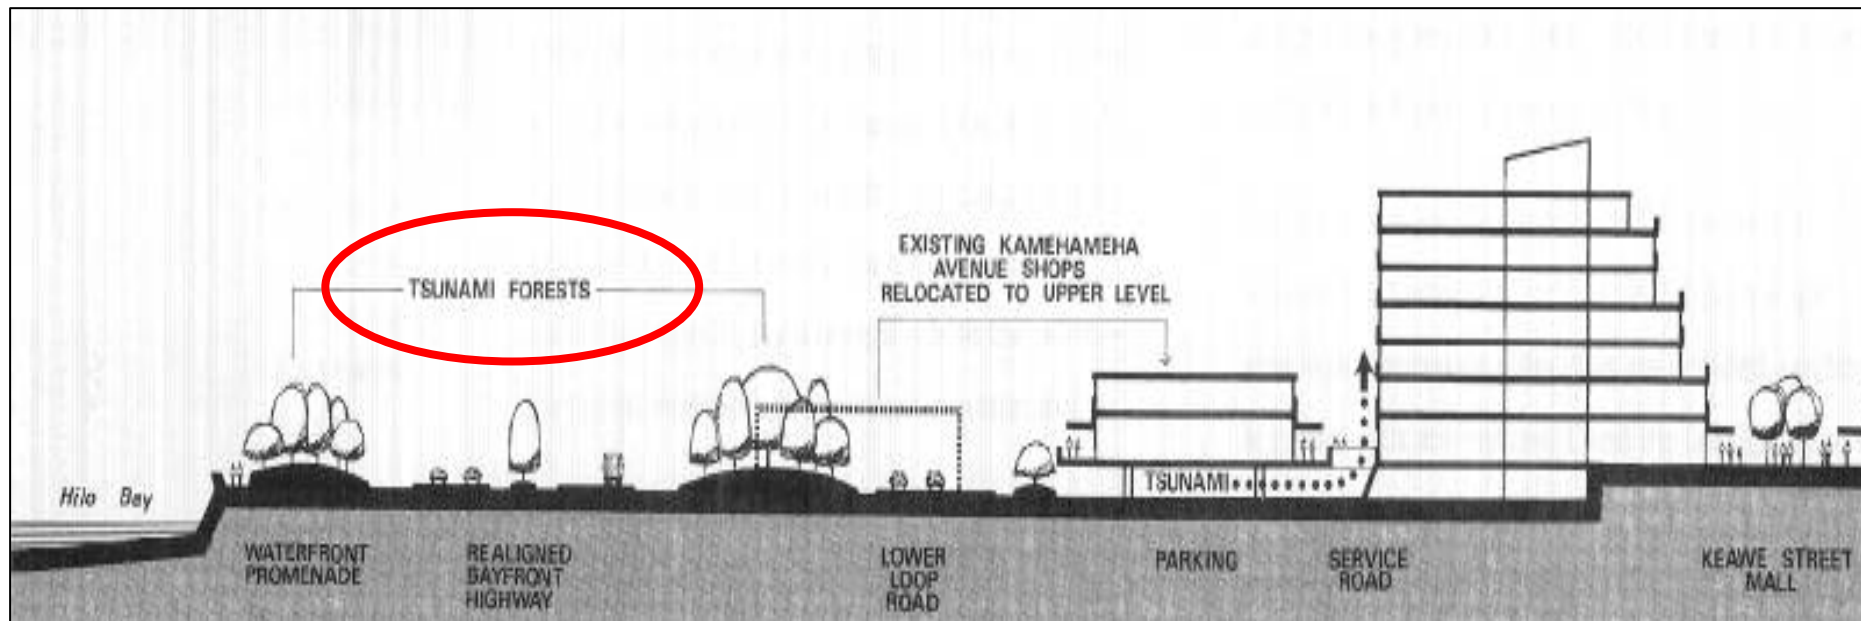 EXISTING KAMEHAMEHA
AVENUE SHOPS
RELOCATED TO UPPER LEVEL
TSUNAMI FORESTS
TSUNAMI
Hilo Bay
WATERFRONT
PROMENADE
REALIGNED
BAYFRONT
HIGHWAY
LOWER
LOOP
ROAD
PARKING
SERVICE
ROAD
KEAWE STREET
MALL